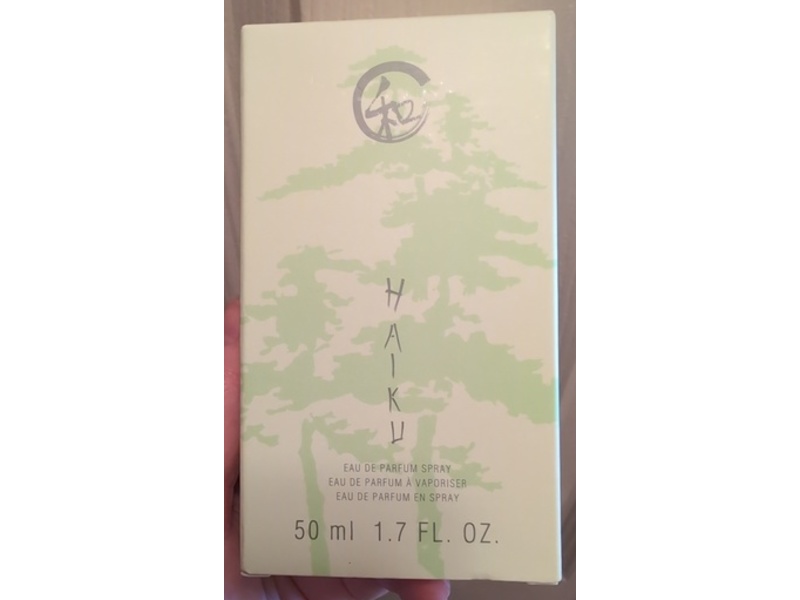 和
HAIKU
EAU DE PARFUM SPRAY
EAU DE PARFUM À VAPORISER
EAU DE PARFUM EN SPRAY
50 ml 1.7 FL. OZ.